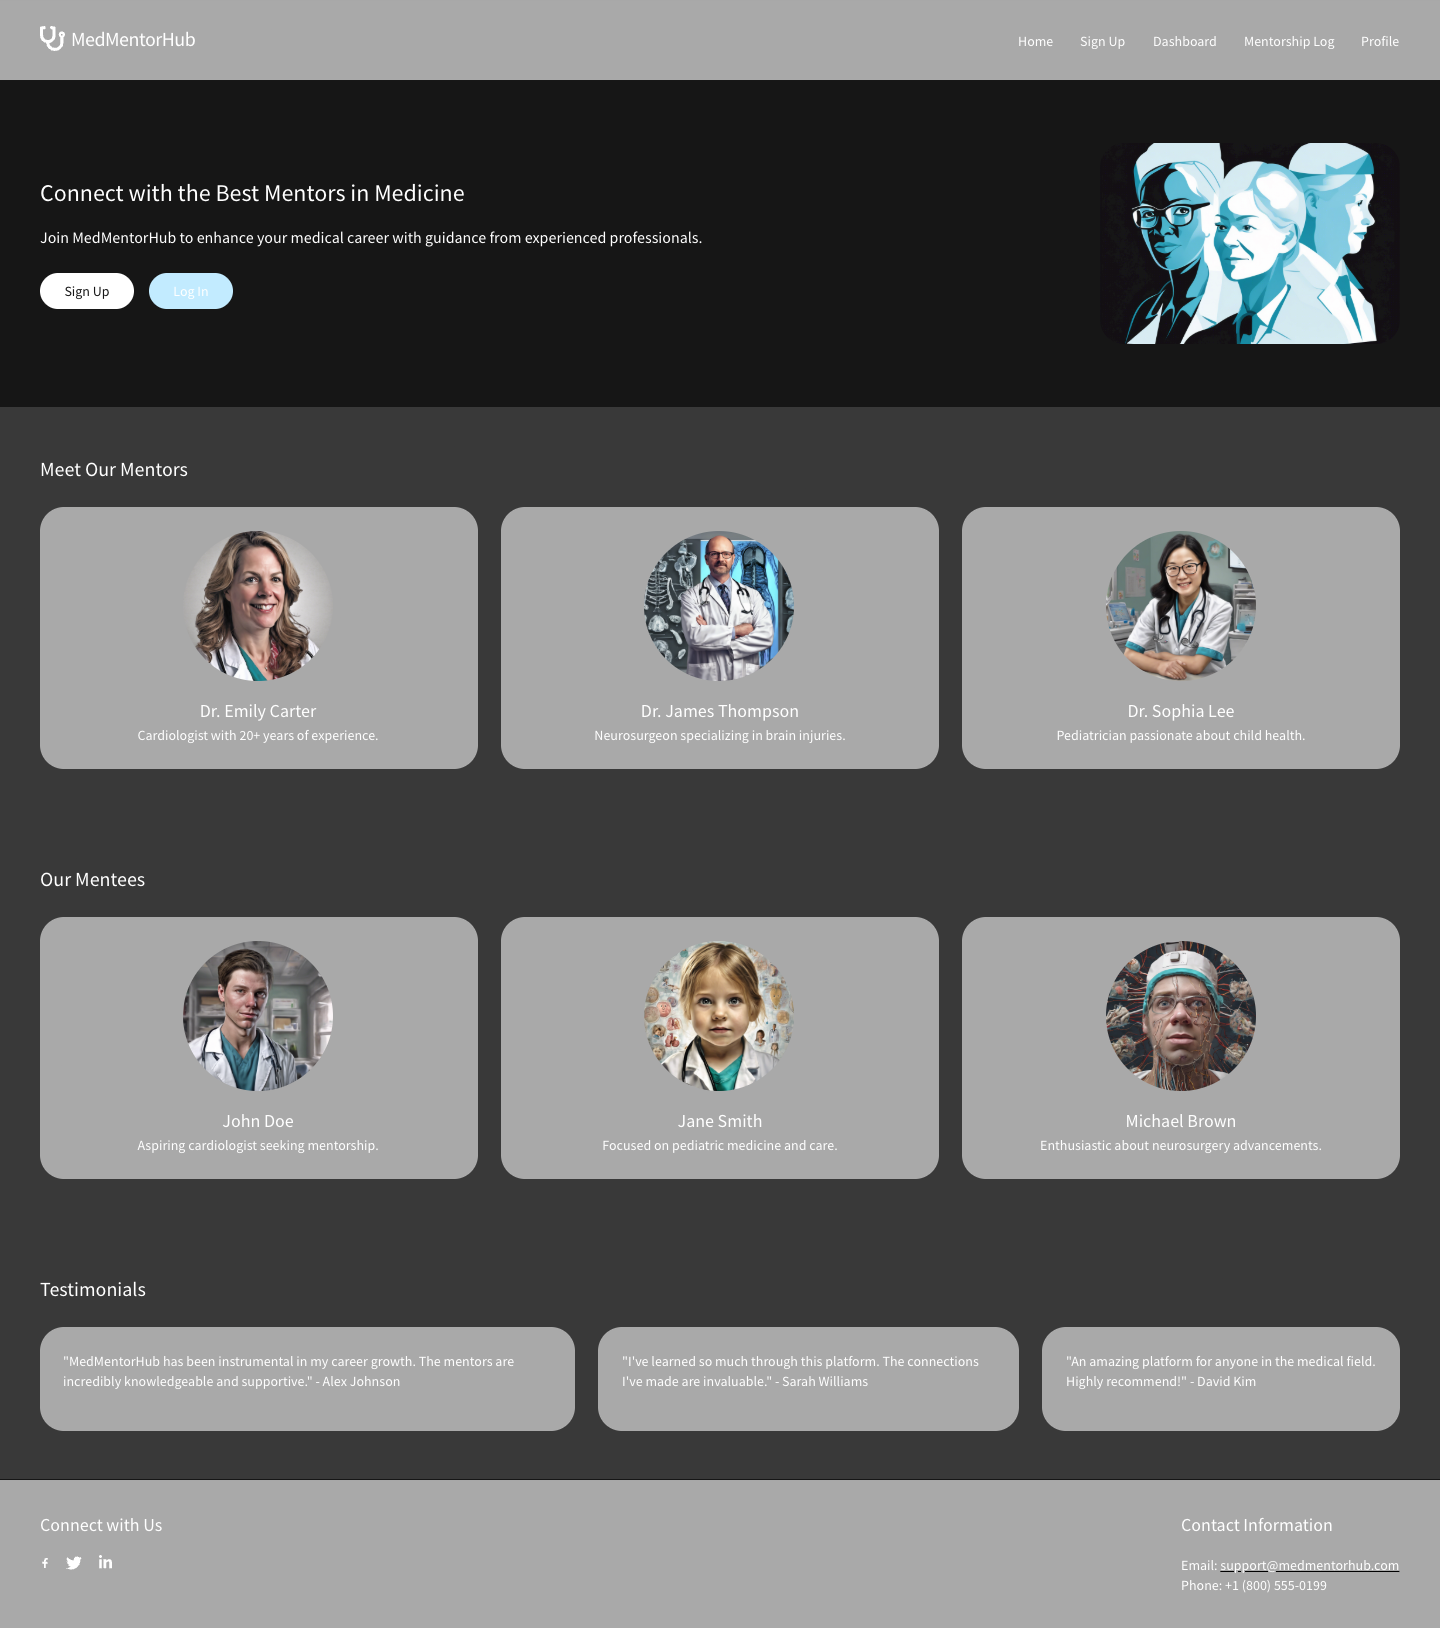 MedMentorHub
Home
Sign Up
Dashboard
Mentorship Log
Profile
Connect with the Best Mentors in Medicine
Join MedMentorHub to enhance your medical career with guidance from experienced professionals.
Sign Up
Log In
Meet Our Mentors
Dr. Emily Carter
Cardiologist with 20+ years of experience.
Dr. James Thompson
Neurosurgeon specializing in brain injuries.
Dr. Sophia Lee
Pediatrician passionate about child health.
Our Mentees
John Doe
Aspiring cardiologist seeking mentorship.
Jane Smith
Focused on pediatric medicine and care.
Michael Brown
Enthusiastic about neurosurgery advancements.
Testimonials
"MedMentorHub has been instrumental in my career growth. The mentors are
incredibly knowledgeable and supportive." - Alex Johnson
"I've learned so much through this platform. The connections
I've made are invaluable." - Sarah Williams
"An amazing platform for anyone in the medical field.
Highly recommend!" - David Kim
Connect with Us
Contact Information
Email: support@medmentorhub.com
Phone: +1 (800) 555-0199